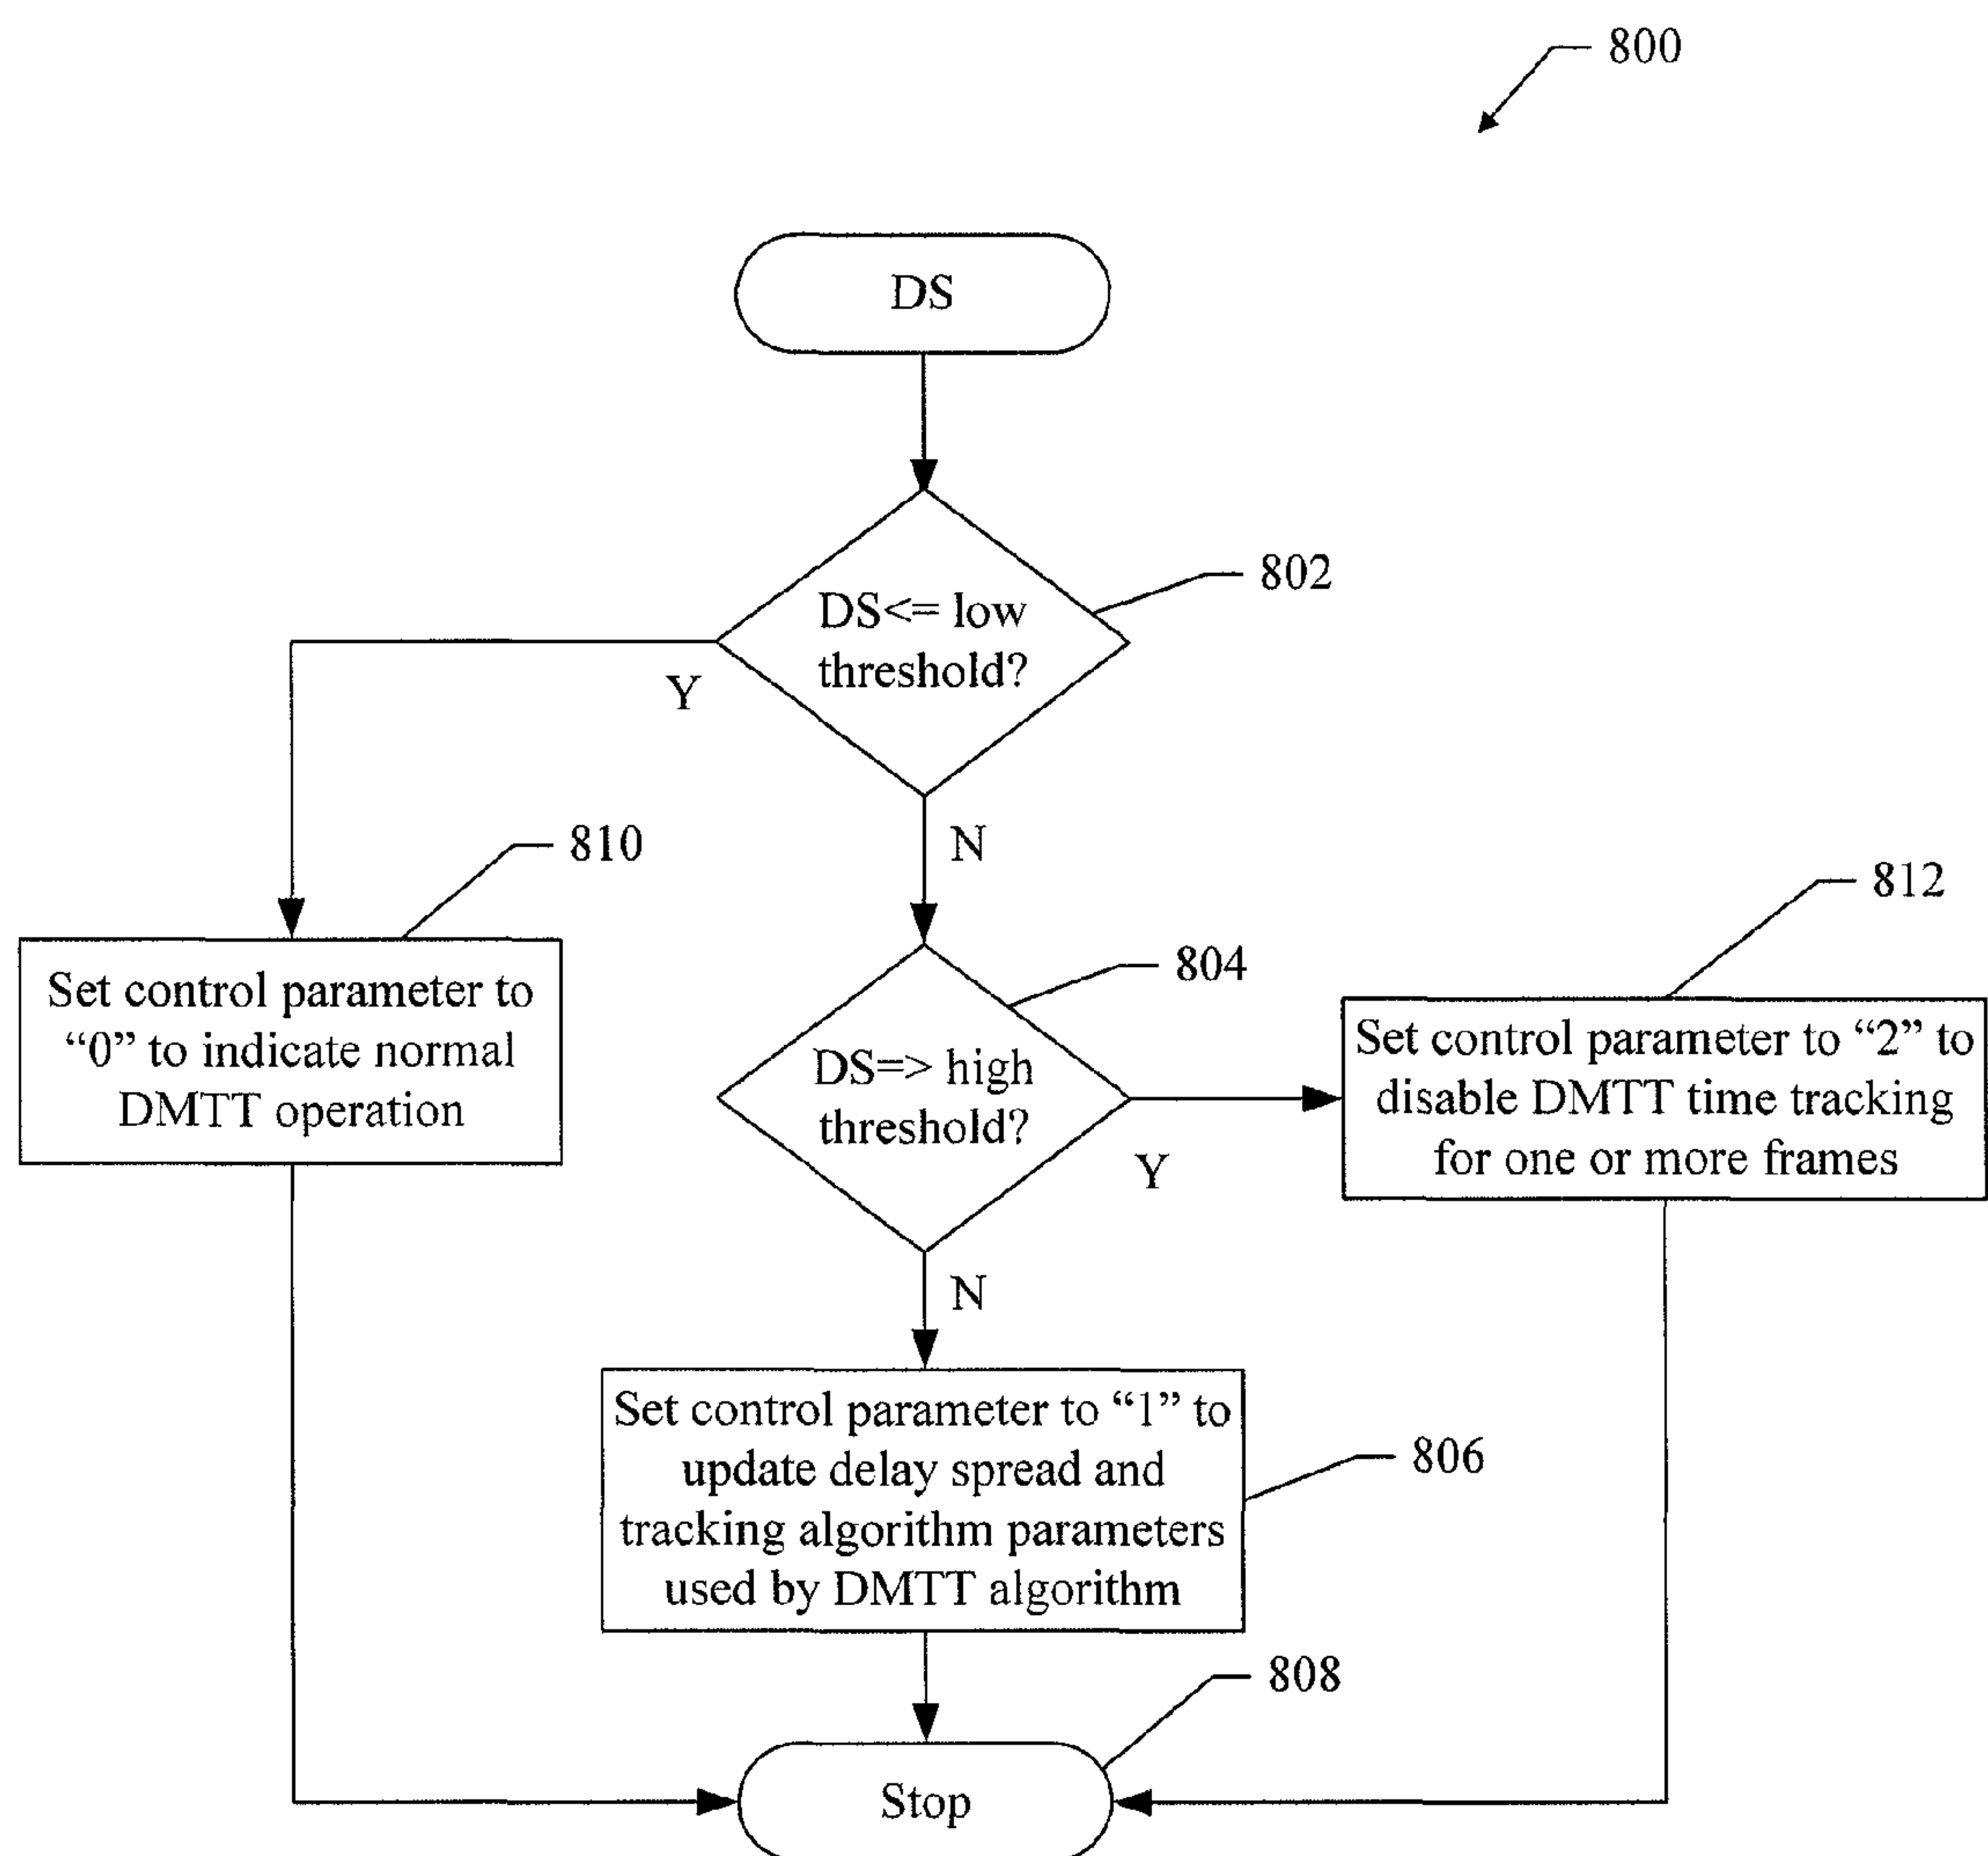 800
DS
802
DS<= low
threshold?
Y
N
810
Set control parameter to
“0” to indicate normal
DMTT operation
804
DS=> high
threshold?
Y
N
812
Set control parameter to “2” to
disable DMTT time tracking
for one or more frames
Set control parameter to “1” to
update delay spread and
tracking algorithm parameters
used by DMTT algorithm
806
808
Stop